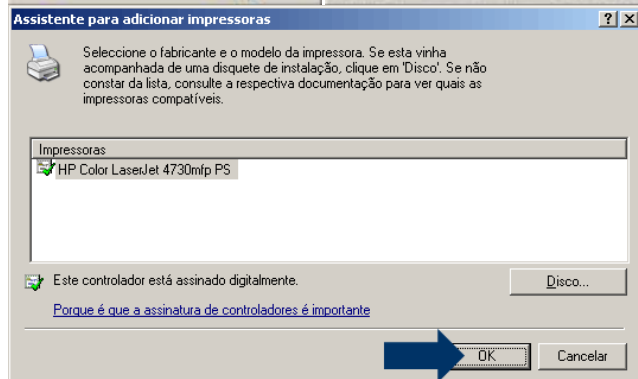 Assistente para adicionar impressoras
Seleccione o fabricante e o modelo da impressora. Se esta vinha
acompanhada de uma disquete de instalação, clique em 'Disco'. Se não
constar da lista, consulte a respectiva documentação para ver quais as
impressoras compatíveis.
Impressoras
HP Color LaserJet 4730mfp PS
Este controlador está assinado digitalmente.
Disco...
Porque é que a assinatura de controladores é importante
OK
Cancelar